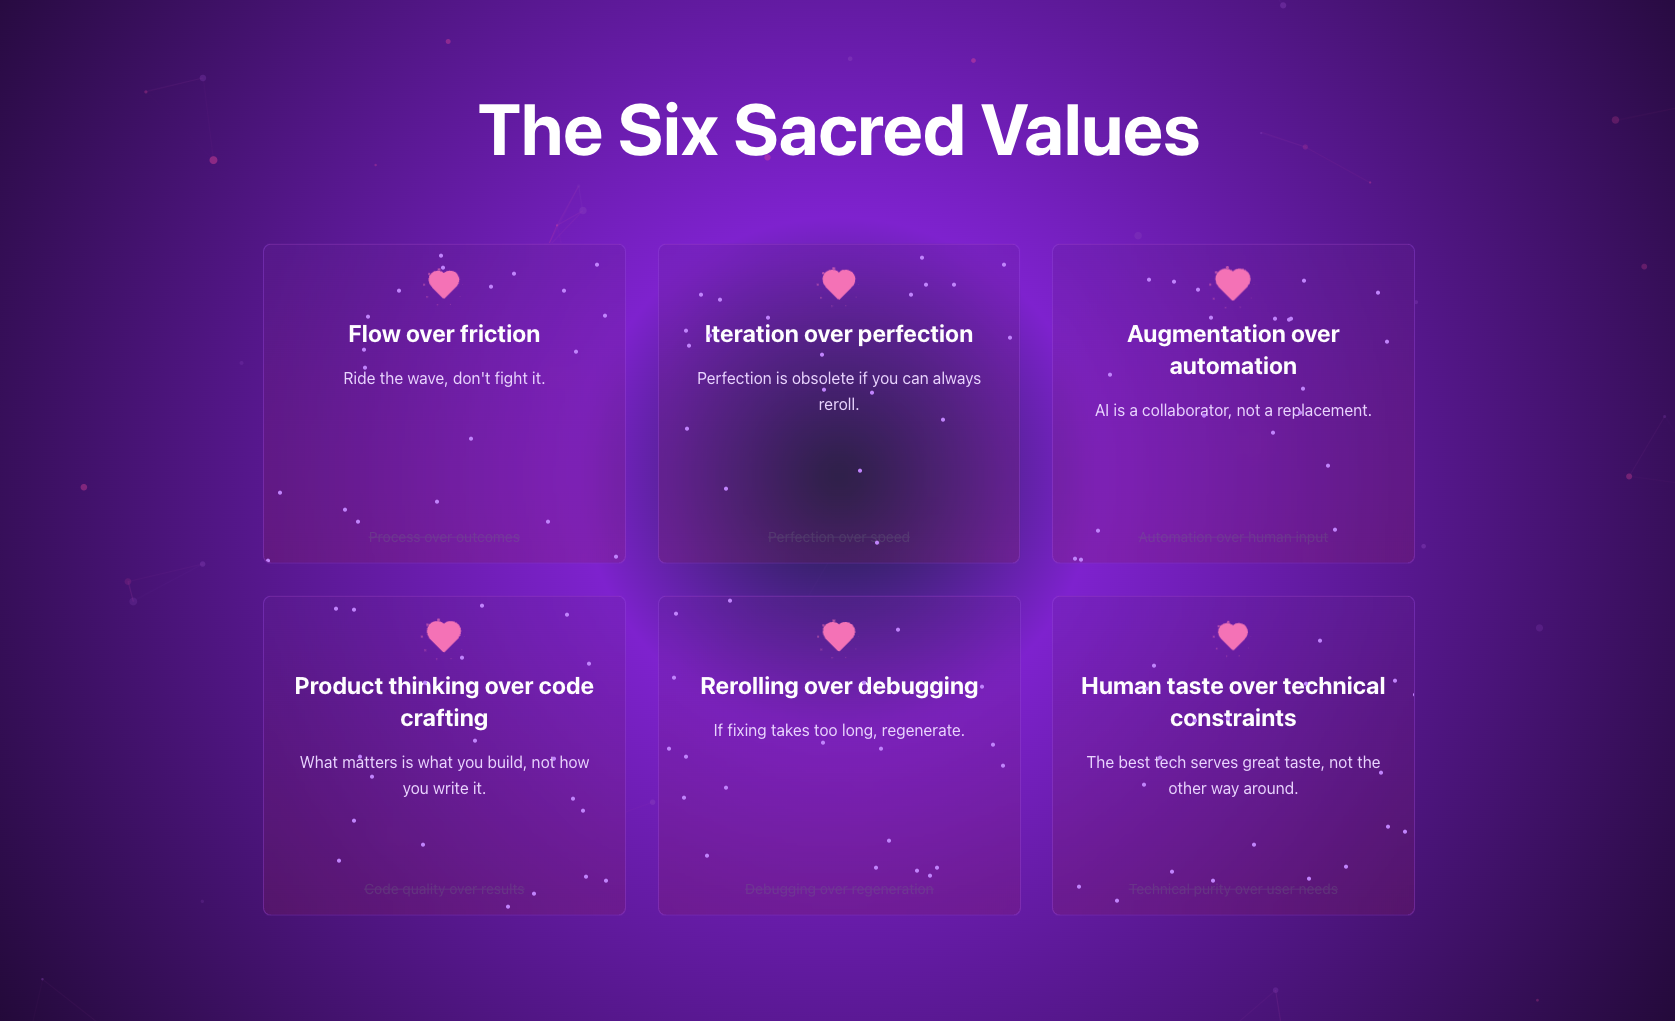 The Six Sacred Values
Flow over friction
Ride the wave, don't fight it.
Process over outcomes
Iteration over perfection
Perfection is obsolete if you can always
reroll.
Perfection over speed
Augmentation over
automation
AI is a collaborator, not a replacement.
Automation over human input
Product thinking over code
crafting
What matters is what you build, not how
you write it.
Code quality over results
Rerolling over debugging
If fixing takes too long, regenerate.
Debugging over regeneration
Human taste over technical
constraints
The best tech serves great taste, not the
other way around.
Technical purity over user needs